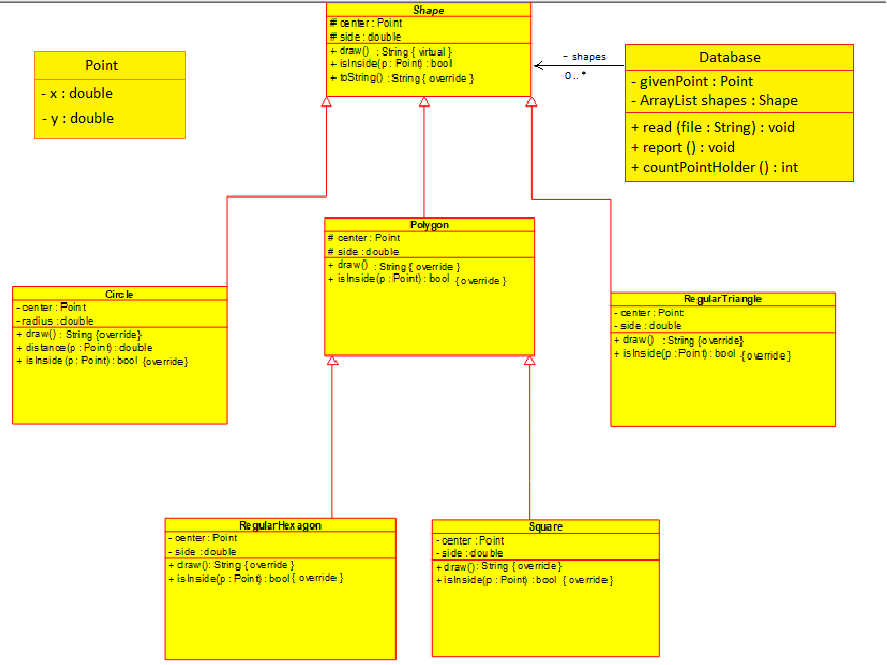 Shape
# center : Point
# side : double
+ draw() : String { virtual }
+ isInside(p : Point) : bool
+ toString() : String { override }
Point
- x : double
- y : double
- shapes
0..*
Database
- givenPoint : Point
- ArrayList shapes : Shape
+ read (file : String) : void
+ report () : void
+ countPointHolder () : int
Polygon
# center : Point
# side : double
+ draw() : String { override }
+ isInside(p : Point) : bool { override }
Circle
- center : Point
- radius : double
+ draw() : String {override}
+ distance(p : Point) : double
+ isInside (p : Point) : bool {override}
RegularTriangle
- center : Point
- side : double
+ draw() : String {override}
+ isInside(p : Point) : bool { override }
RegularHexagon
- center : Point
- side : double
+ draw() : String { override }
+ isInside(p : Point) : bool { override }
Square
- center : Point
- side : double
+ draw() : String { override }
+ isInside(p : Point) : bool { override }